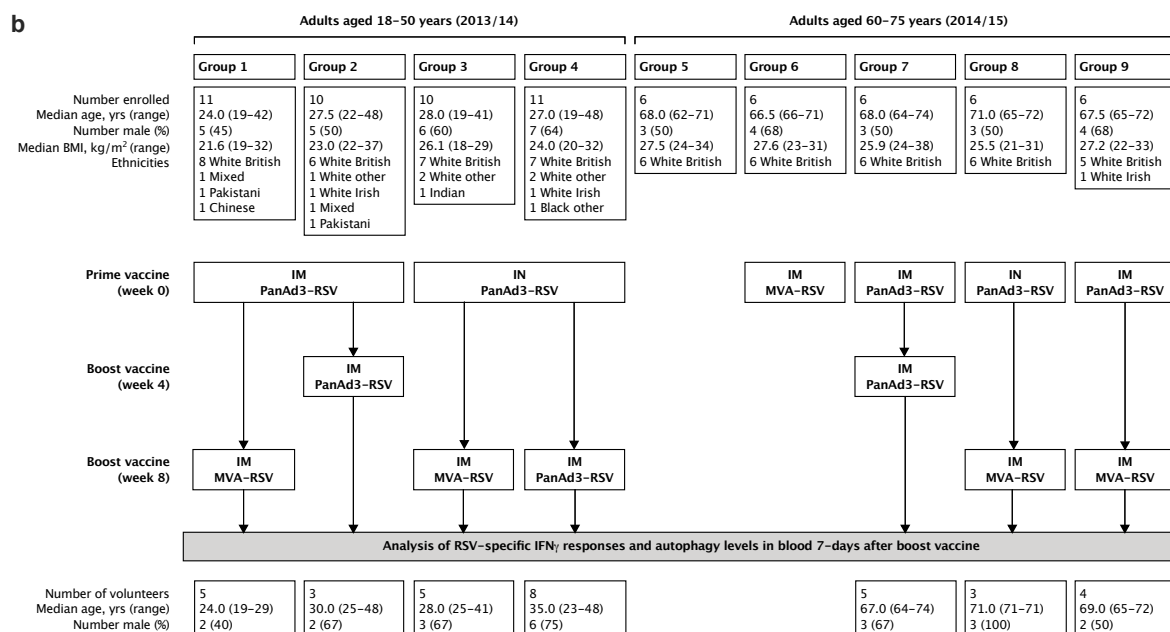 b
Adults aged 18–50 years (2013/14)
Adults aged 60–75 years (2014/15)
Group 1
Group 2
Group 3
Group 4
Group 5
Group 6
Group 7
Group 8
Group 9
Number enrolled
Median age, yrs (range)
Number male (%)
Median BMI, kg/m² (range)
Ethnicities
11
24.0 (19–42)
5 (45)
21.6 (19–32)
8 White British
1 Mixed
1 Pakistani
1 Chinese
10
27.5 (22–48)
5 (50)
23.0 (22–37)
6 White British
1 White other
1 White Irish
1 Mixed
1 Pakistani
10
28.0 (19–41)
6 (60)
26.1 (18–29)
7 White British
2 White other
1 Indian
11
27.0 (19–48)
7 (64)
24.0 (20–32)
7 White British
2 White other
1 White Irish
1 Black other
6
68.0 (62–71)
3 (50)
27.5 (24–34)
6 White British
6
66.5 (66–71)
4 (68)
27.6 (23–31)
6 White British
6
68.0 (64–74)
3 (50)
25.9 (24–38)
6 White British
6
71.0 (65–72)
3 (50)
25.5 (21–31)
6 White British
6
67.5 (65–72)
4 (68)
27.2 (22–33)
5 White British
1 White Irish
Prime vaccine
(week 0)
IM
PanAd3–RSV
IN
PanAd3–RSV
IM
MVA–RSV
IM
PanAd3–RSV
IN
PanAd3–RSV
IM
PanAd3–RSV
Boost vaccine
(week 4)
IM
PanAd3–RSV
IM
PanAd3–RSV
Boost vaccine
(week 8)
IM
MVA–RSV
IM
MVA–RSV
IM
PanAd3–RSV
IM
MVA–RSV
IM
MVA–RSV
Analysis of RSV–specific IFNγ responses and autophagy levels in blood 7–days after boost vaccine
Number of volunteers
Median age, yrs (range)
Number male (%)
5
24.0 (19–29)
2 (40)
3
30.0 (25–48)
2 (67)
5
28.0 (25–41)
3 (67)
8
35.0 (23–48)
6 (75)
5
67.0 (64–74)
3 (67)
3
71.0 (71–71)
3 (100)
4
69.0 (65–72)
2 (50)